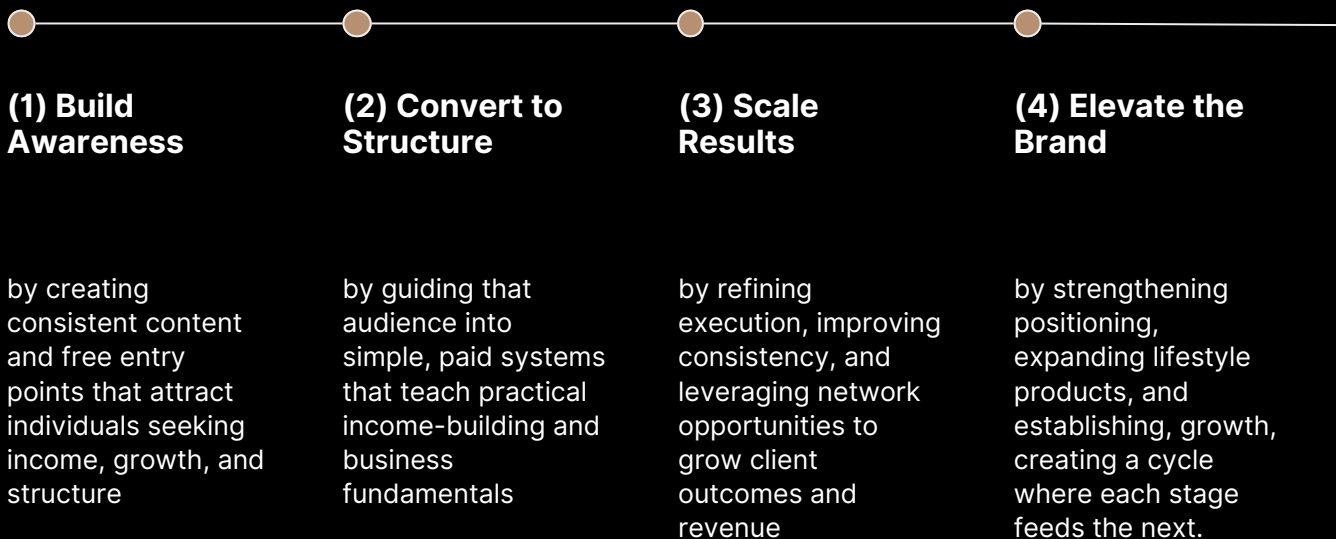 (1) Build
Awareness
by creating
consistent content
and free entry
points that attract
individuals seeking
income, growth, and
structure
(2) Convert to
Structure
by guiding that
audience into
simple, paid systems
that teach practical
income-building and
business
fundamentals
(3) Scale
Results
by refining
execution, improving
consistency, and
leveraging network
opportunities to
grow client
outcomes and
revenue
(4) Elevate the
Brand
by strengthening
positioning,
expanding lifestyle
products, and
establishing, growth,
creating a cycle
where each stage
feeds the next.